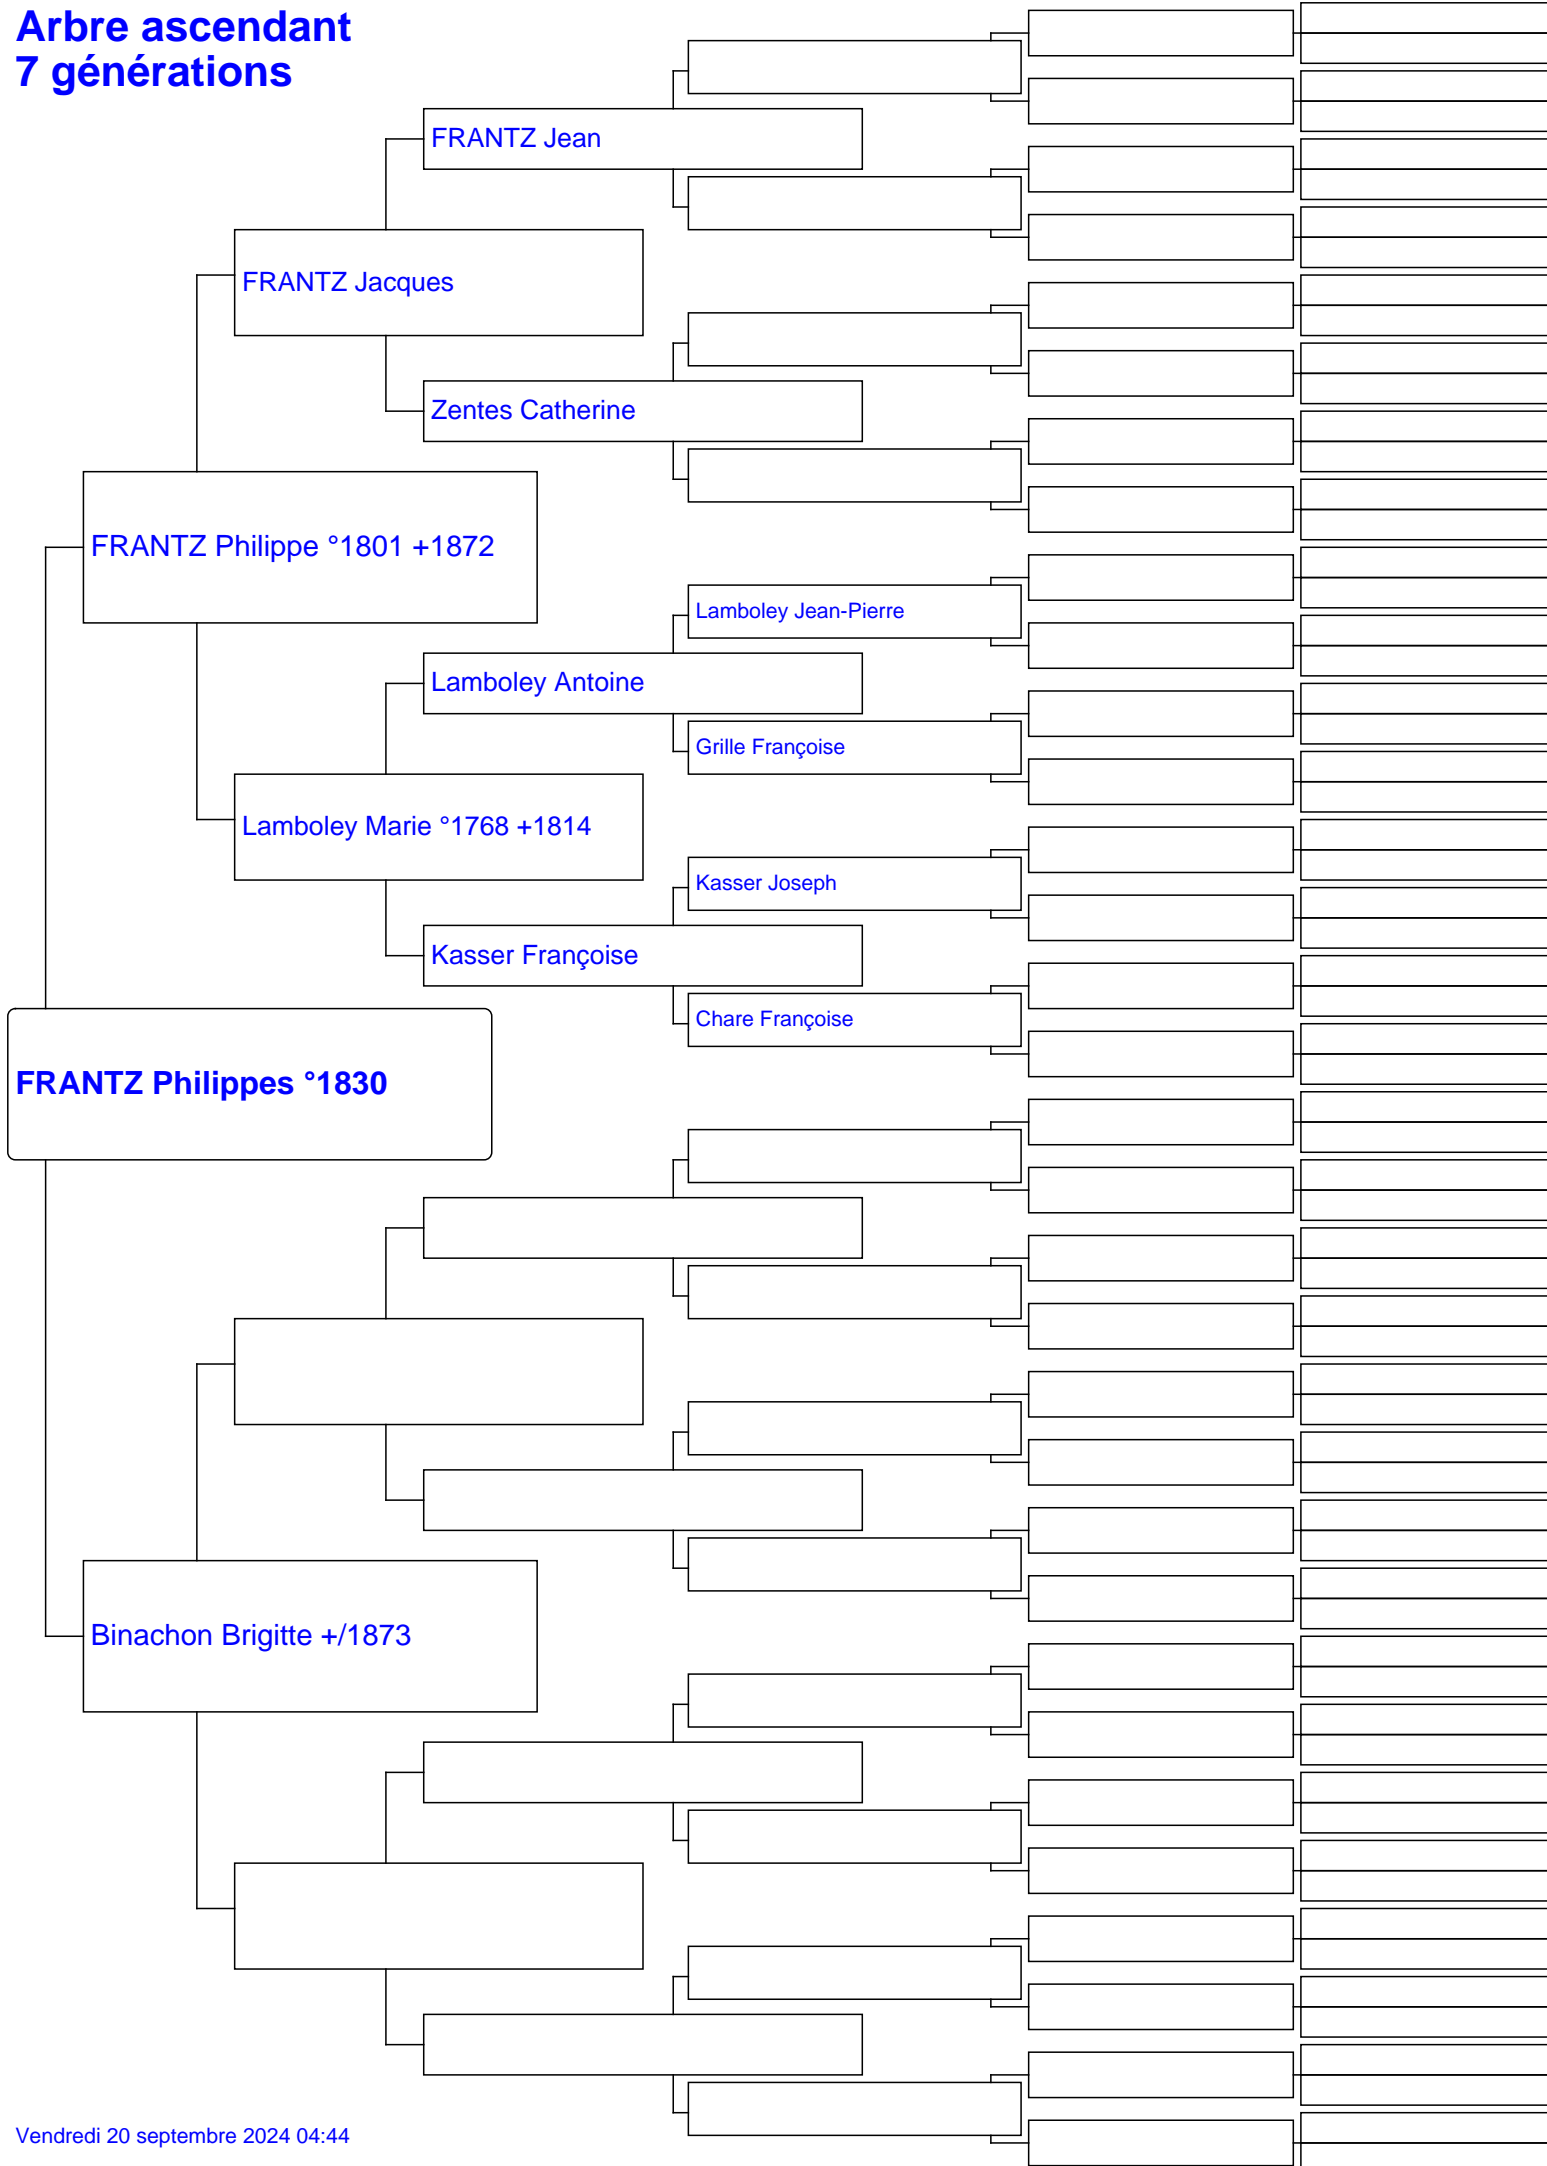 Arbre ascendant
7 générations
FRANTZ Jean
FRANTZ Jacques
Zentes Catherine
FRANTZ Philippe °1801 +1872
Lamboley Jean-Pierre
Lamboley Antoine
Grille Françoise
Lamboley Marie °1768 +1814
Kasser Joseph
Kasser Françoise
Chare Françoise
FRANTZ Philippes °1830
Binachon Brigitte +/1873
Vendredi 20 septembre 2024 04:44